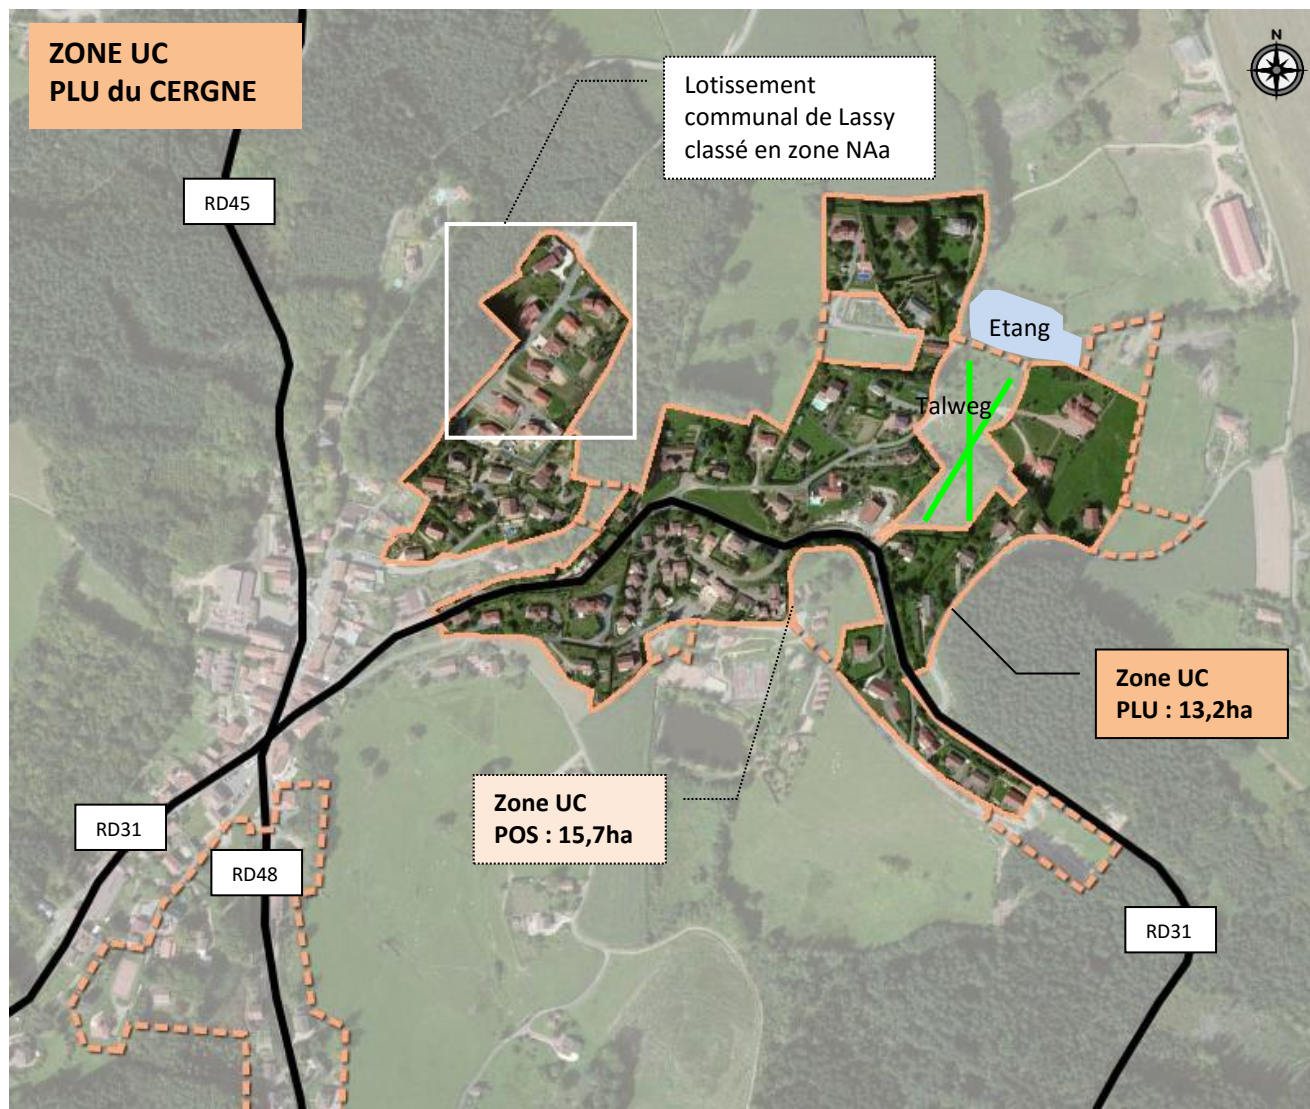 ZONE UC
PLU du CERGNE
N
Lotissement
communal de Lassy
classé en zone NAa
RD45
Etang
Talweg
Zone UC
PLU : 13,2ha
Zone UC
POS : 15,7ha
RD31
RD48
RD31